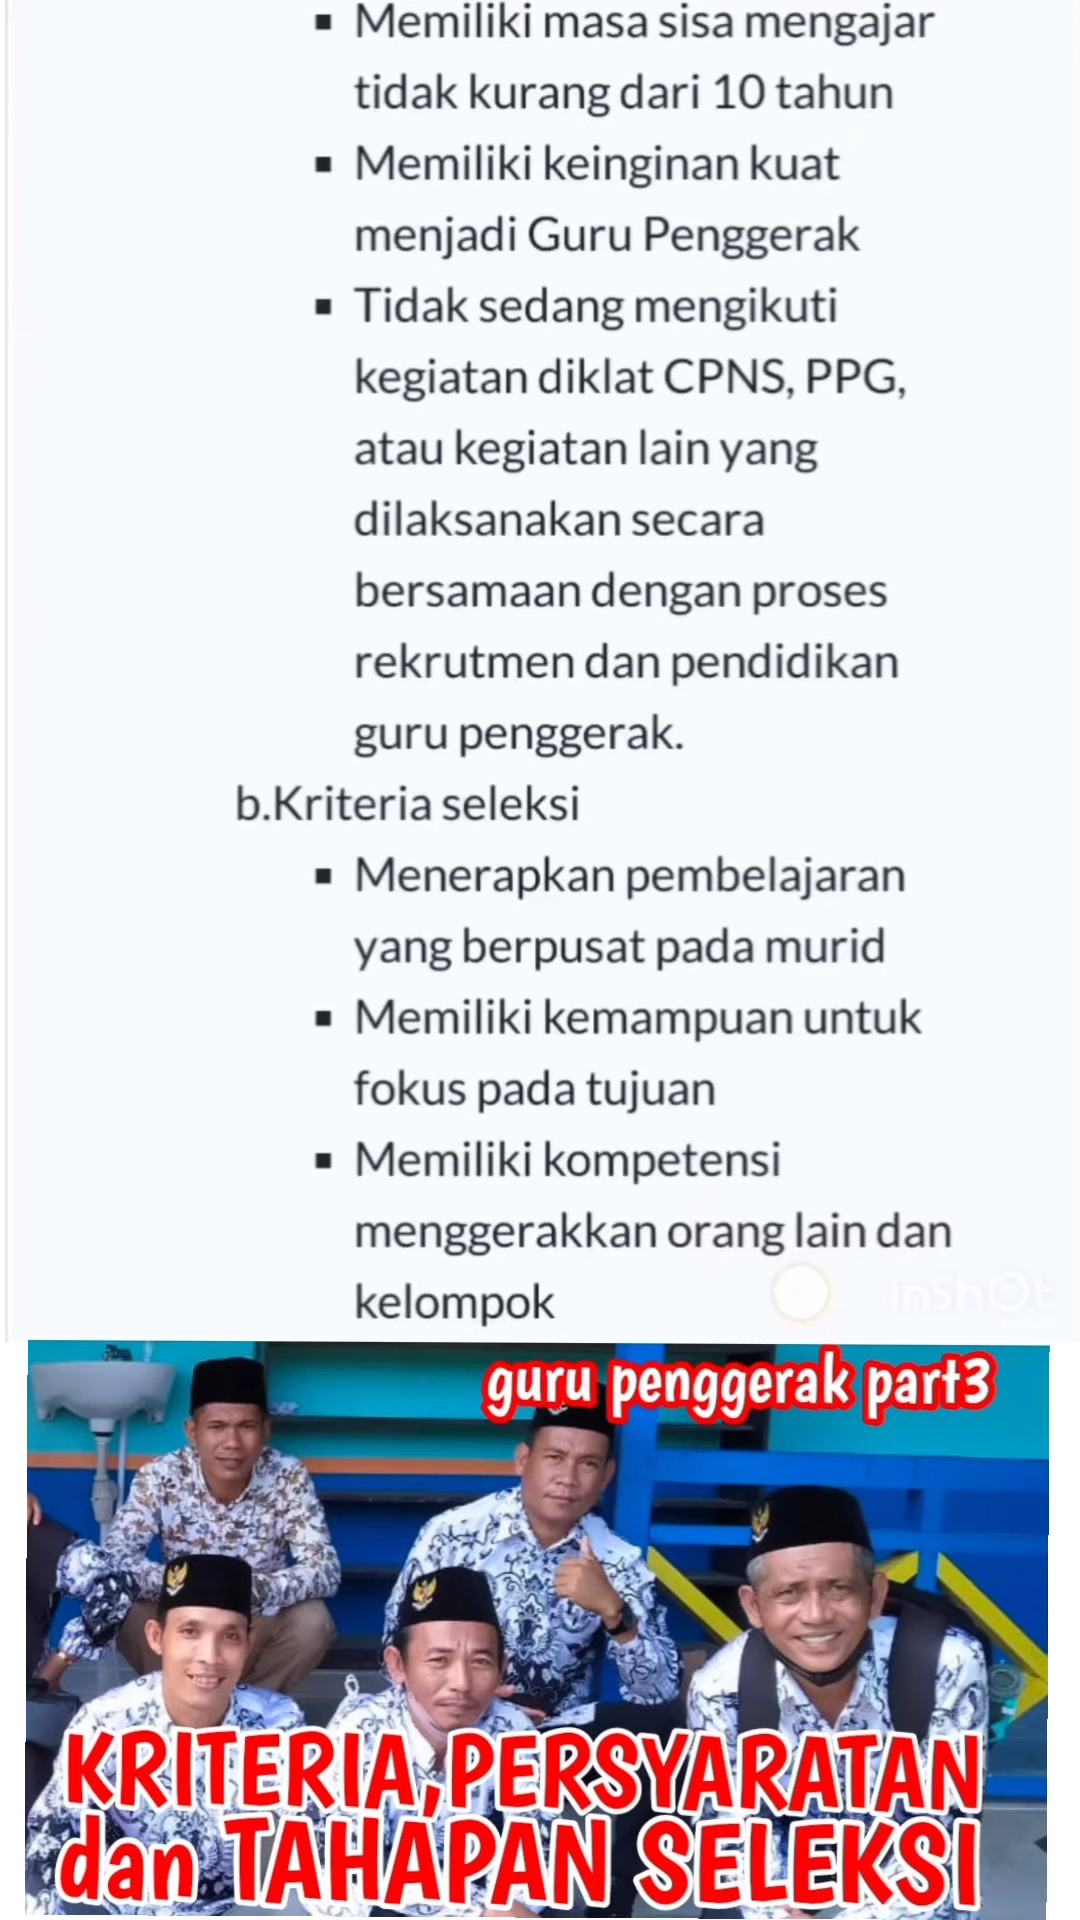 Memiliki masa sisa mengajar
tidak kurang dari 10 tahun
Memiliki keinginan kuat
menjadi Guru Penggerak
Tidak sedang mengikuti
kegiatan diklat CPNS, PPG,
atau kegiatan lain yang
dilaksanakan secara
bersamaan dengan proses
rekrutmen dan pendidikan
guru penggerak.
b.Kriteria seleksi
Menerapkan pembelajaran
yang berpusat pada murid
Memiliki kemampuan untuk
fokus pada tujuan
Memiliki kompetensi
menggerakkan orang lain dan
kelompok
InShOt
guru penggerak part3
KRITERIA,PERSYARATAN
dan TAHAPAN SELEKSI